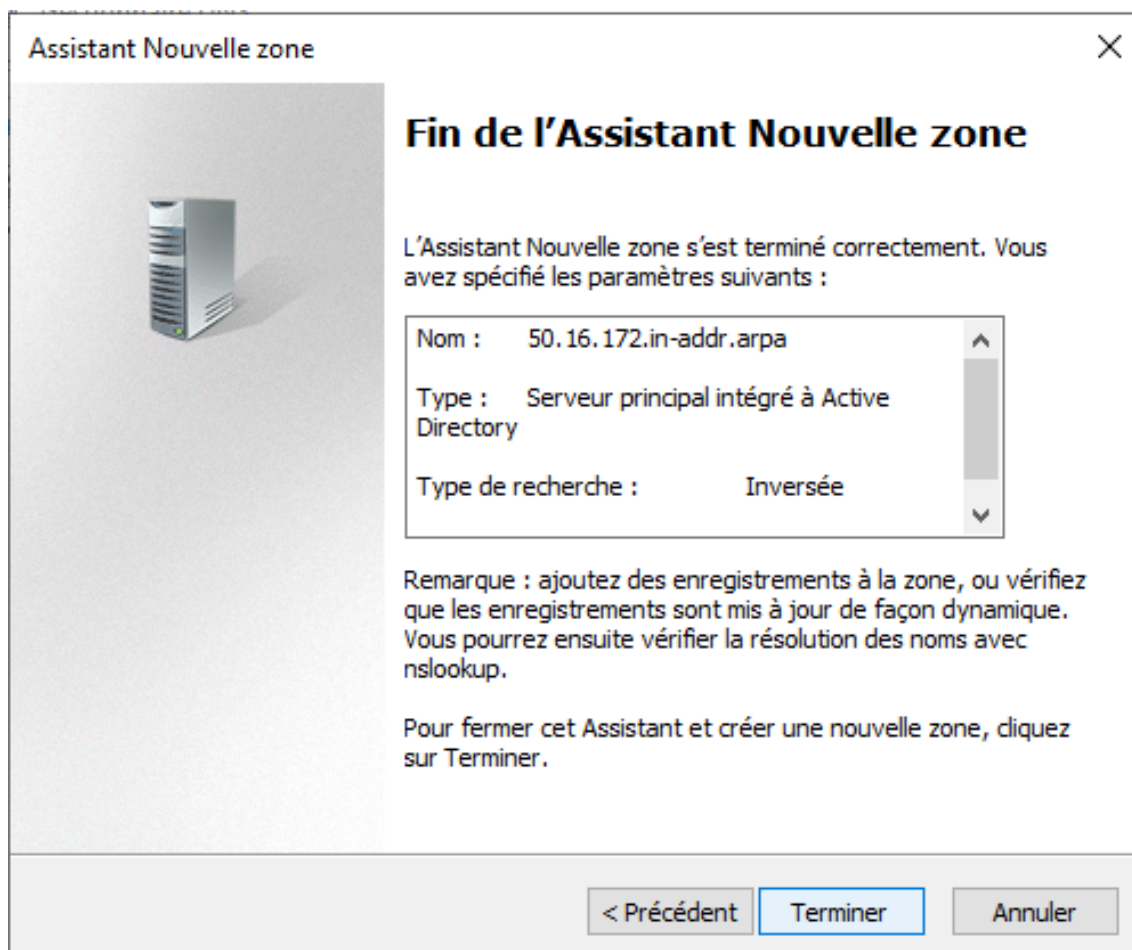 Assistant Nouvelle zone
Fin de l’Assistant Nouvelle zone
L’Assistant Nouvelle zone s’est terminé correctement. Vous
avez spécifié les paramètres suivants :
Nom : 50.16.172.in-addr.arpa
Type : Serveur principal intégré à Active
Directory
Type de recherche : Inversée
Remarque : ajoutez des enregistrements à la zone, ou vérifiez
que les enregistrements sont mis à jour de façon dynamique.
Vous pourrez ensuite vérifier la résolution des noms avec
nslookup.
Pour fermer cet Assistant et créer une nouvelle zone, cliquez
sur Terminer.
< Précédent
Terminer
Annuler